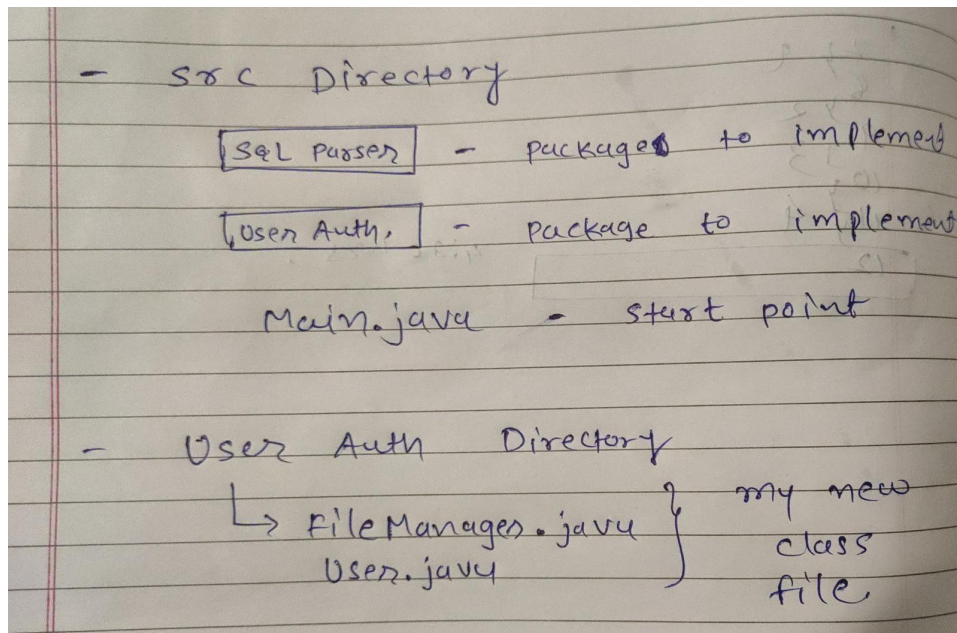 - src Directory
SQL Parser - package to implement
User Auth. - package to implement
Main.java - start point
- User Auth Directory
↳ FileManager.java } my new
User.java class
file